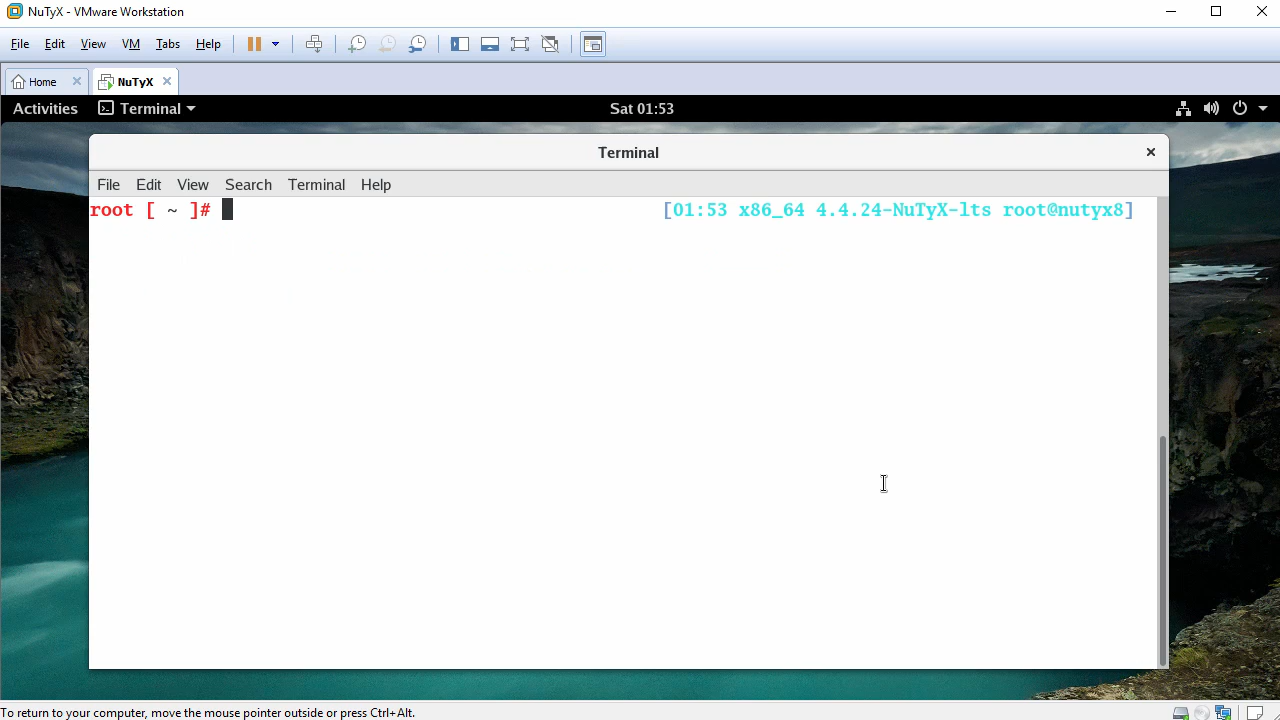 NuTyX - VMware Workstation
File Edit View VM Tabs Help
Home NuTyX
Activities Terminal Sat 01:53
Terminal
File Edit View Search Terminal Help
root [ ~ ]# [01:53 x86_64 4.4.24-NuTyX-lts root@nutyx8]
To return to your computer, move the mouse pointer outside or press Ctrl+Alt.